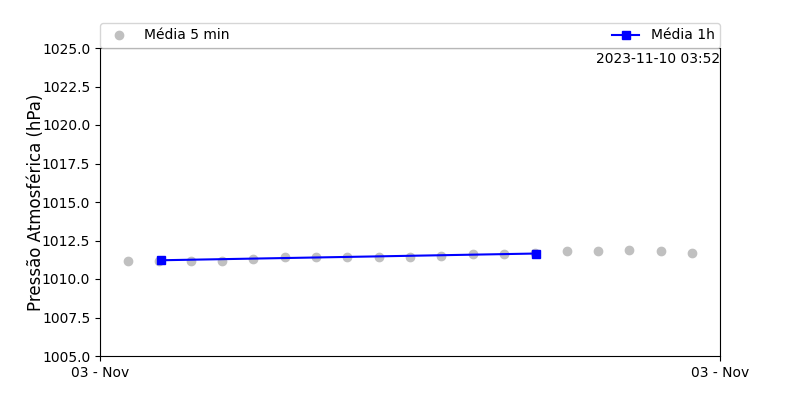 Média 5 min
Média 1h
2023-11-10 03:52
Pressão Atmosférica (hPa)
1025.0
1022.5
1020.0
1017.5
1015.0
1012.5
1010.0
1007.5
1005.0
03 - Nov
03 - Nov